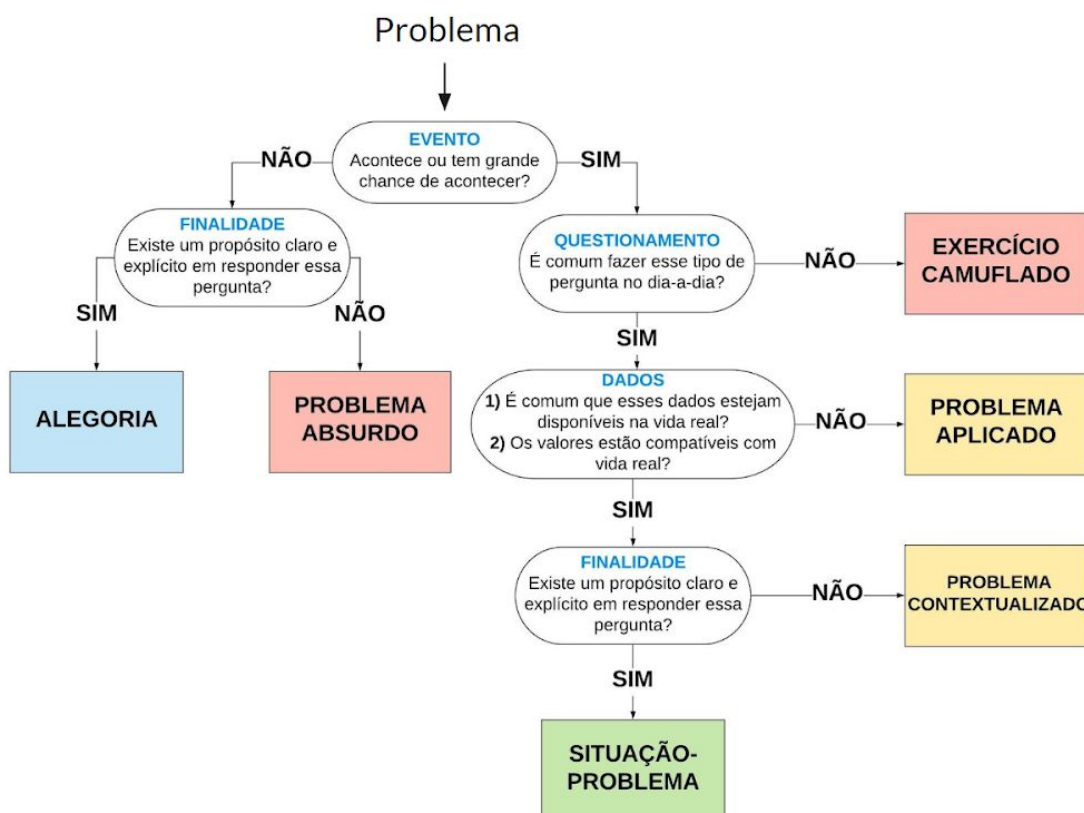 Problema
EVENTO
Acontece ou tem grande
chance de acontecer?
NÃO
SIM
FINALIDADE
Existe um propósito claro e
explícito em responder essa
pergunta?
QUESTIONAMENTO
É comum fazer esse tipo de
pergunta no dia-a-dia?
NÃO
EXERCÍCIO
CAMUFLADO
SIM
NÃO
SIM
ALEGORIA
PROBLEMA
ABSURDO
DADOS
1) É comum que esses dados estejam
disponíveis na vida real?
2) Os valores estão compatíveis com
vida real?
NÃO
PROBLEMA
APLICADO
SIM
FINALIDADE
Existe um propósito claro e
explícito em responder essa
pergunta?
NÃO
PROBLEMA
CONTEXTUALIZADO
SIM
SITUAÇÃO-
PROBLEMA